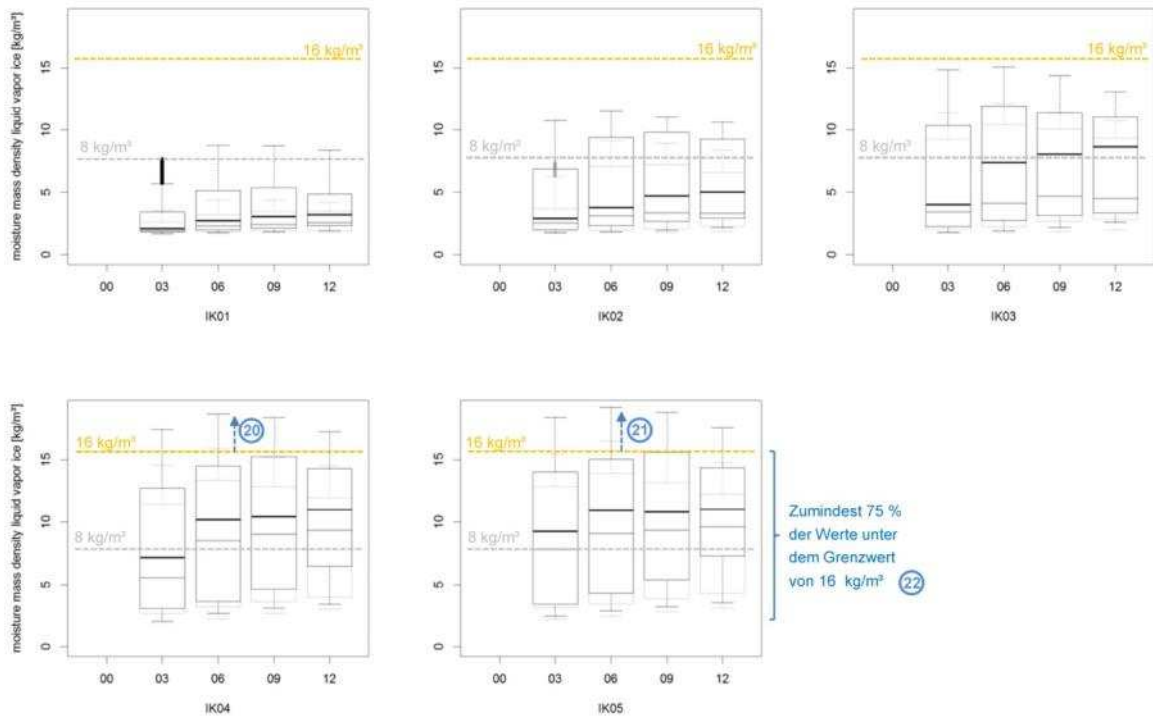 moisture mass density liquid vapor ice [kg/m³]
0 5 10 15
16 kg/m³
8 kg/m³
00 03 06 09 12
IK01
0 5 10 15
16 kg/m³
8 kg/m³
00 03 06 09 12
IK02
0 5 10 15
16 kg/m³
8 kg/m³
00 03 06 09 12
IK03
moisture mass density liquid vapor ice [kg/m³]
0 5 10 15
16 kg/m³
8 kg/m³
20
00 03 06 09 12
IK04
0 5 10 15
16 kg/m³
8 kg/m³
21
00 03 06 09 12
IK05
Zumindest 75 %
der Werte unter
dem Grenzwert
von 16 kg/m³ 22